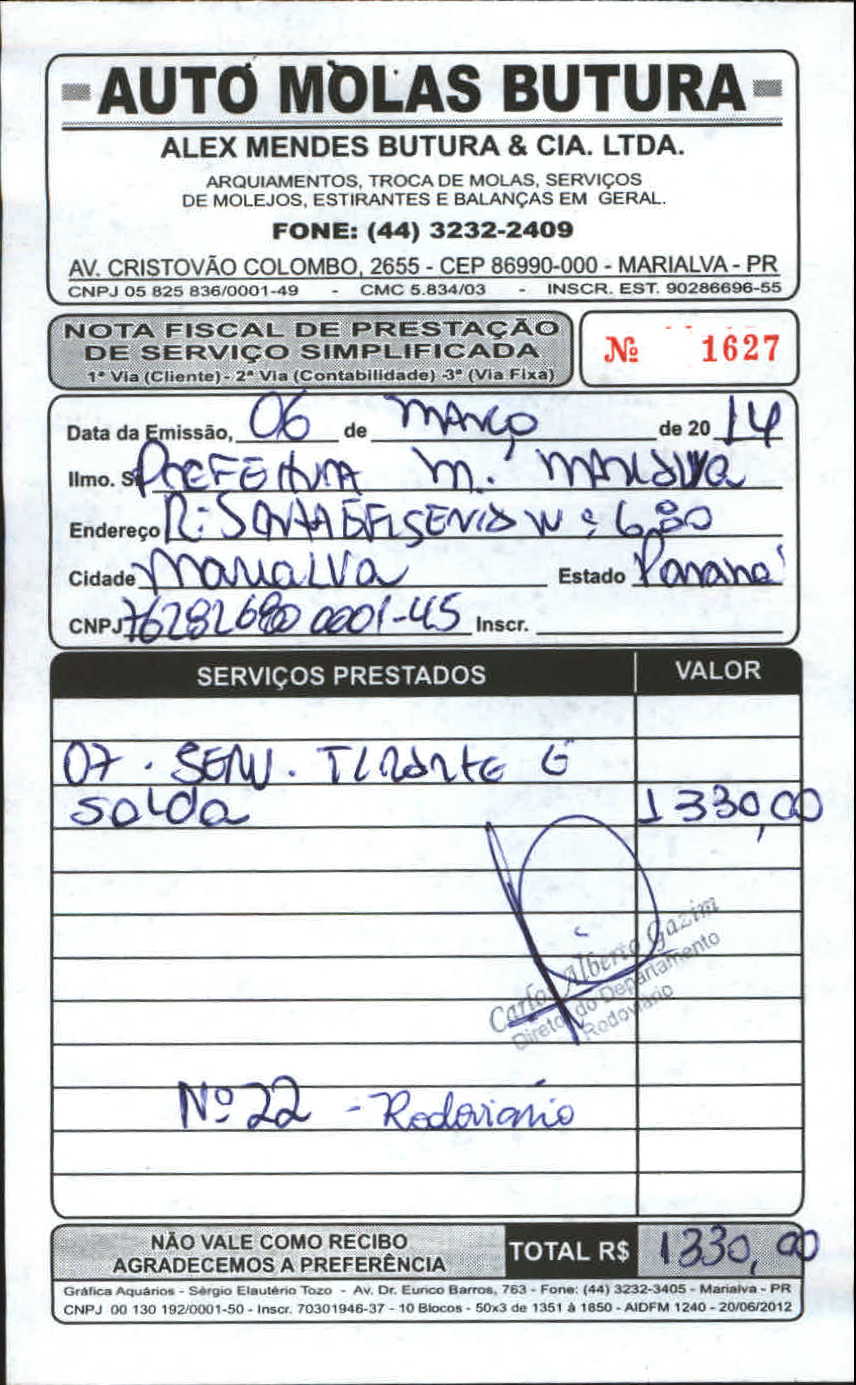 AUTO MOLAS BUTURA
ALEX MENDES BUTURA & CIA. LTDA.
ARQUIAMENTOS, TROCA DE MOLAS, SERVIÇOS
DE MOLEJOS, ESTIRANTES E BALANÇAS EM GERAL.
FONE: (44) 3232-2409
AV. CRISTOVÃO COLOMBO, 2655 - CEP 86990-000 - MARIALVA - PR
CNPJ 05 825 836/0001-49 - CMC 5.834/03 - INSCR. EST. 90286696-55
NOTA FISCAL DE PRESTAÇÃO
DE SERVIÇO SIMPLIFICADA
1ª Via (Cliente) - 2ª Via (Contabilidade) -3ª (Via Fixa)
Nº 1627
Data da Emissão, 06 de MARÇO de 20 14
Ilmo. Sr. PREFEITURA M. MARIALVA
Endereço R: SANTA EFIGENIA Nº 680
Cidade Marialva Estado Paraná
CNPJ 76282680 0001-45 Inscr.
SERVIÇOS PRESTADOS VALOR
07 . SERV. TIRANTE E
SOLDA 1330,00
Carlos Alberto Gazim
Diretor do Departamento
Rodoviário
Nº 22 - Rodoviario
NÃO VALE COMO RECIBO
AGRADECEMOS A PREFERÊNCIA
TOTAL R$ 1330,00
Gráfica Aquários - Sérgio Elautério Tozo - Av. Dr. Eurico Barros, 763 - Fone: (44) 3232-3405 - Marialva - PR
CNPJ 00 130 192/0001-50 - Inscr. 70301946-37 - 10 Blocos - 50x3 de 1351 à 1850 - AIDFM 1240 - 20/06/2012